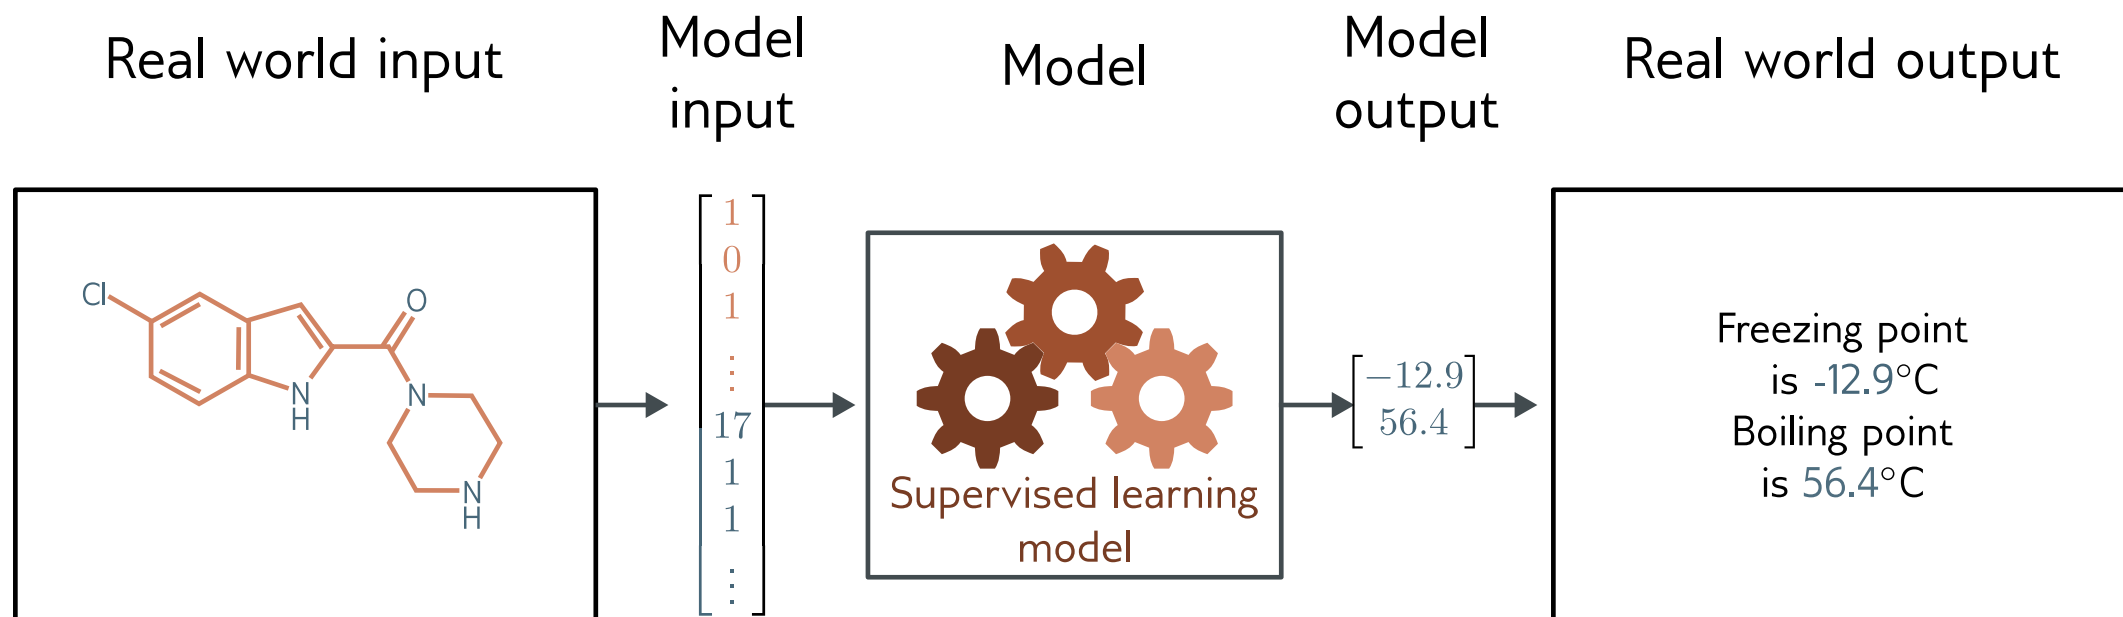 Real world input
Model
input
Model
Model
output
Real world output
Cl
O
N
H
N
N
H
1
0
1
⋮
17
1
1
⋮
Supervised learning
model
−12.9
56.4
Freezing point
is -12.9°C
Boiling point
is 56.4°C